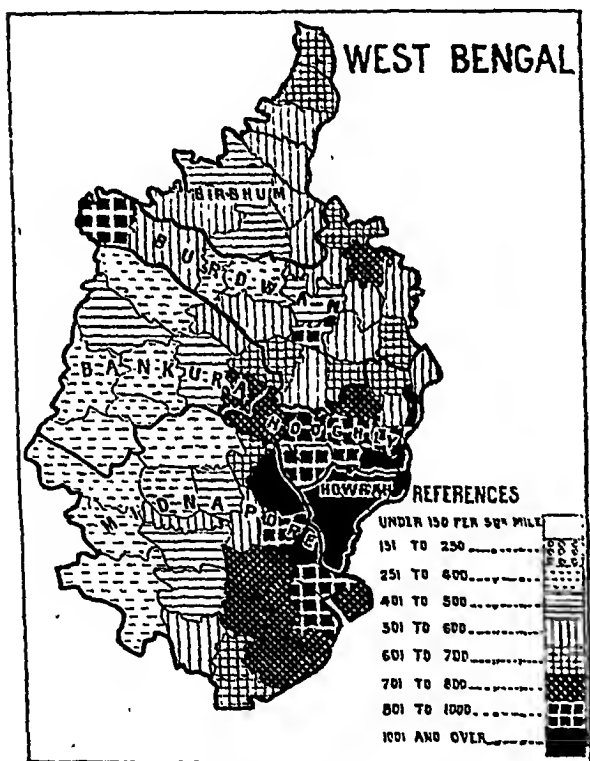 WEST BENGAL
BIRBHUM
BURDWAN
BANKURA
HOOGHLY
HOWRAH
MIDNAPORE
REFERENCES
UNDER 150 PER SQR MILE
151 TO 250
251 TO 400
401 TO 500
501 TO 600
601 TO 700
701 TO 800
801 TO 1000
1001 AND OVER